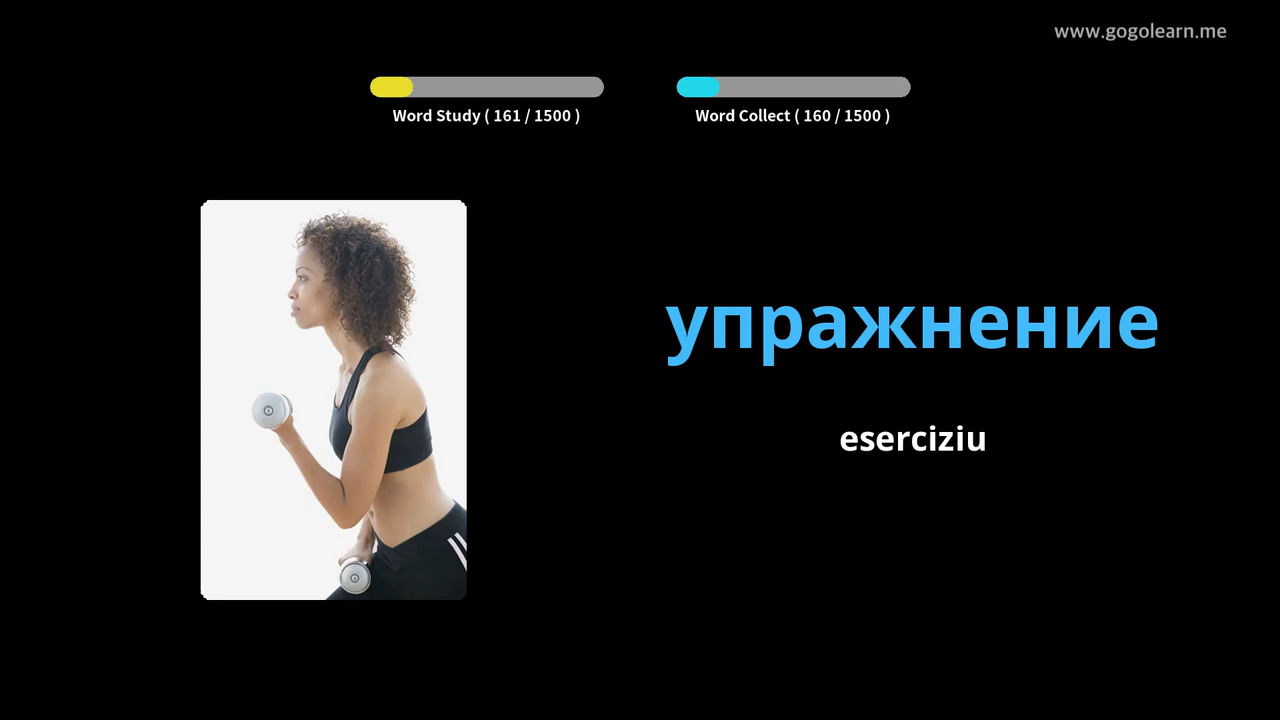 www.gogolearn.me
Word Study ( 161 / 1500 )
Word Collect ( 160 / 1500 )
упражнение
eserciziu